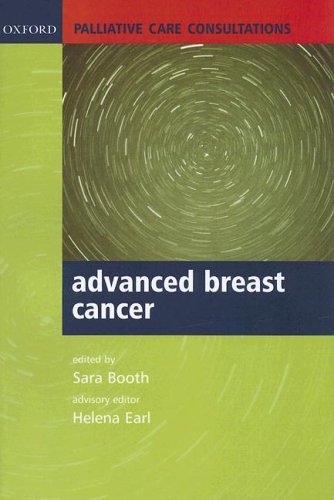 OXFORD
PALLIATIVE CARE CONSULTATIONS
advanced breast
cancer
edited by
Sara Booth
advisory editor
Helena Earl